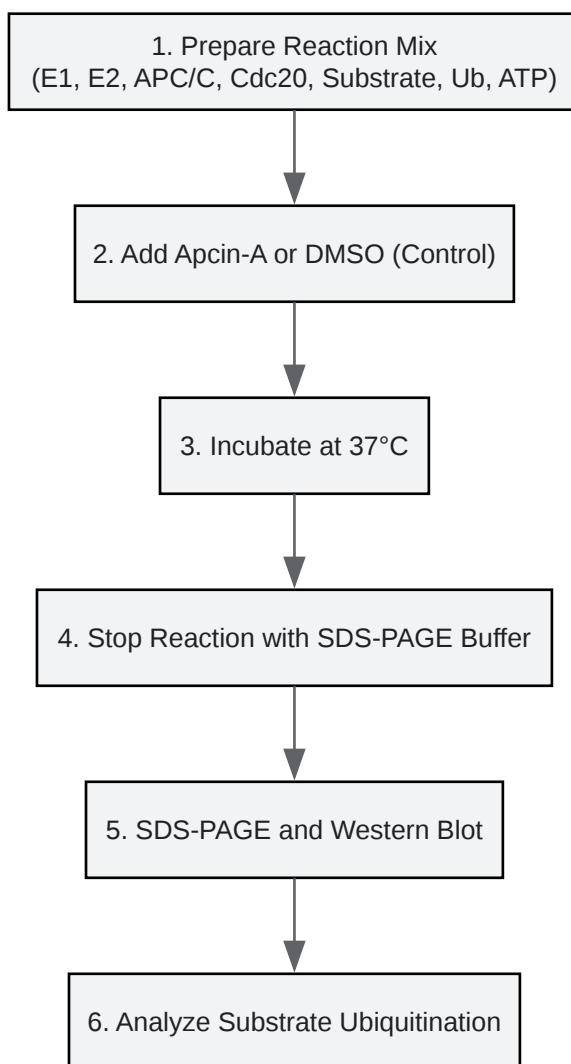 1. Prepare Reaction Mix
(E1, E2, APC/C, Cdc20, Substrate, Ub, ATP)
2. Add Apcin-A or DMSO (Control)
3. Incubate at 37°C
4. Stop Reaction with SDS-PAGE Buffer
5. SDS-PAGE and Western Blot
6. Analyze Substrate Ubiquitination